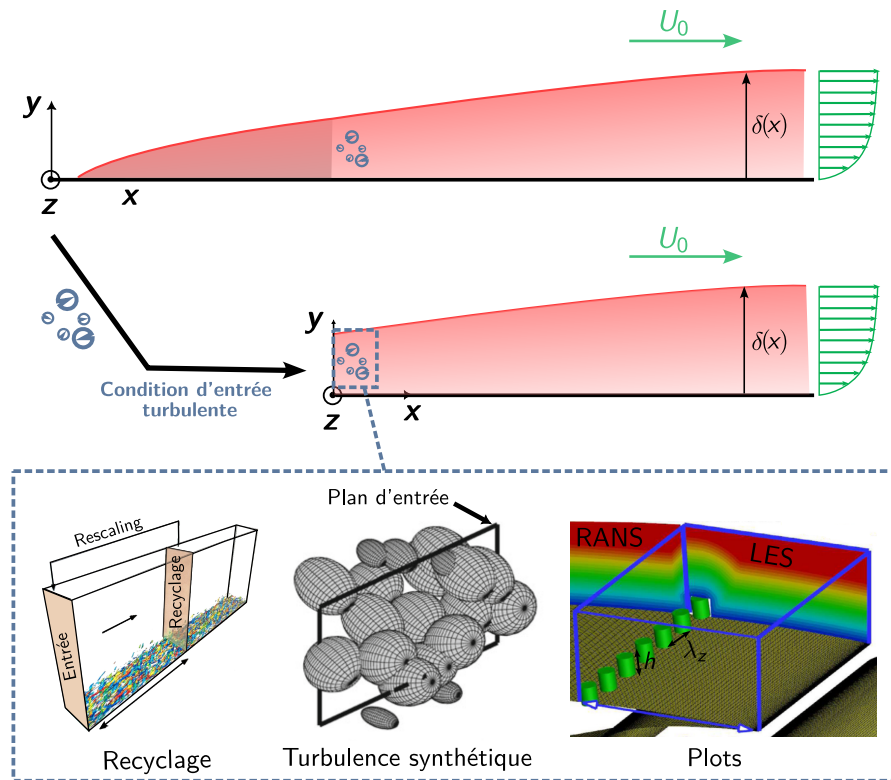 U₀
y
δ(x)
z
x
U₀
y
δ(x)
Condition d'entrée
turbulente
z
x
Plan d'entrée
Rescaling
Recyclage
Entrée
RANS
LES
h
λz
Recyclage
Turbulence synthétique
Plots